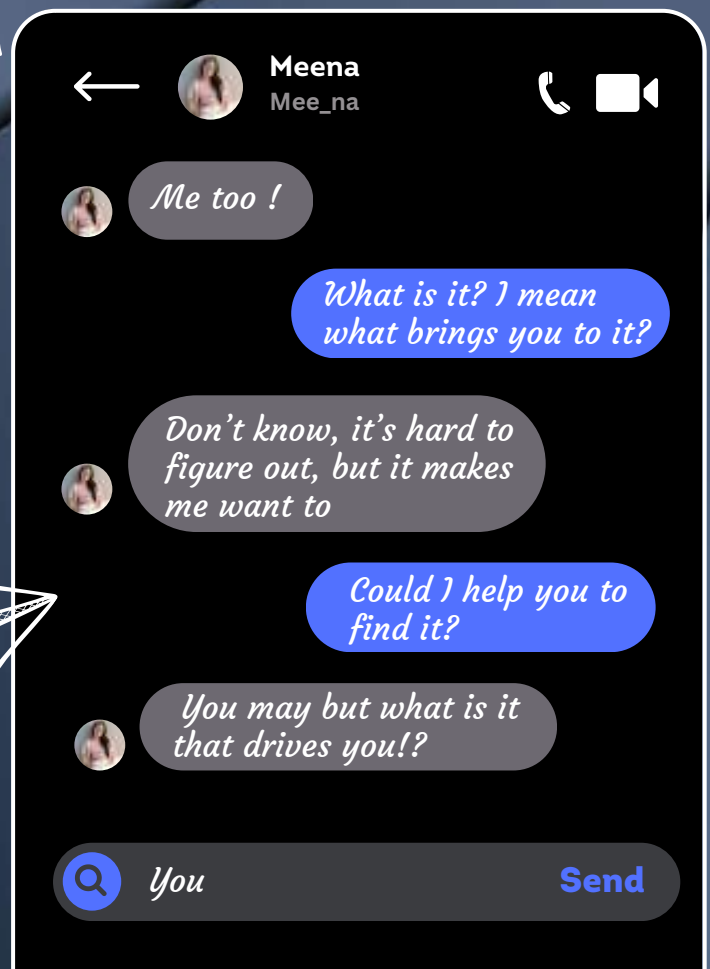 Meena
Mee_na
Me too !
What is it? I mean
what brings you to it?
Don't know, it's hard to
figure out, but it makes
me want to
Could I help you to
find it?
You may but what is it
that drives you!?
You
Send